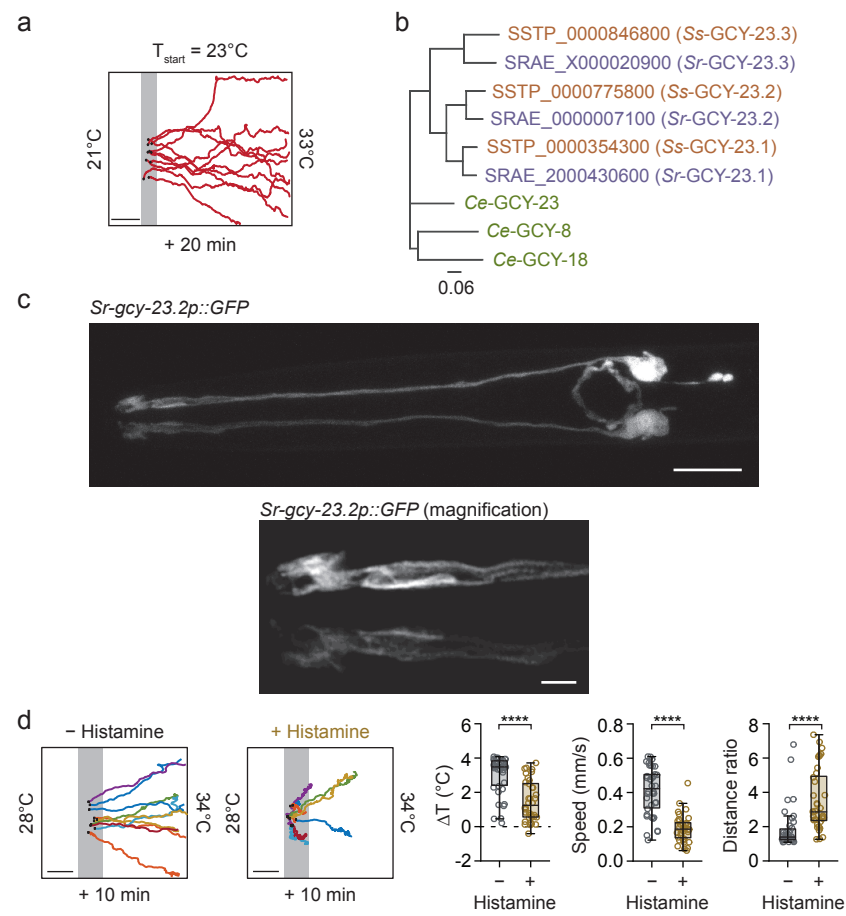 a
T start = 23°C
21°C
33°C
+ 20 min
b
SSTP_0000846800 (Ss-GCY-23.3)
SRAE_X000020900 (Sr-GCY-23.3)
SSTP_0000775800 (Ss-GCY-23.2)
SRAE_0000007100 (Sr-GCY-23.2)
SSTP_0000354300 (Ss-GCY-23.1)
SRAE_2000430600 (Sr-GCY-23.1)
Ce-GCY-23
Ce-GCY-8
Ce-GCY-18
0.06
c
Sr-gcy-23.2p::GFP
Sr-gcy-23.2p::GFP (magnification)
d
– Histamine
28°C
34°C
+ 10 min
+ Histamine
28°C
34°C
+ 10 min
ΔT (°C)
6
4
2
0
-2
****
– +
Histamine
Speed (mm/s)
0.8
0.6
0.4
0.2
0.0
****
– +
Histamine
Distance ratio
8
6
4
2
0
****
– +
Histamine